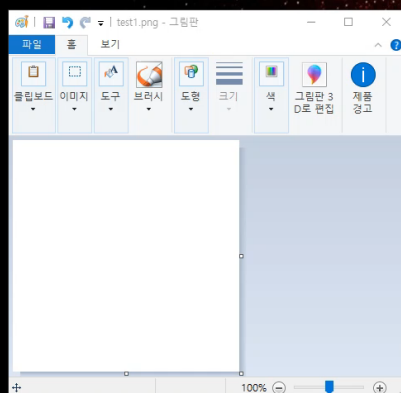 test1.png - 그림판
파일 홈 보기
클립보드 이미지 도구 브러시 도형 크기 색 그림판 3D로 편집 제품 경고
100%